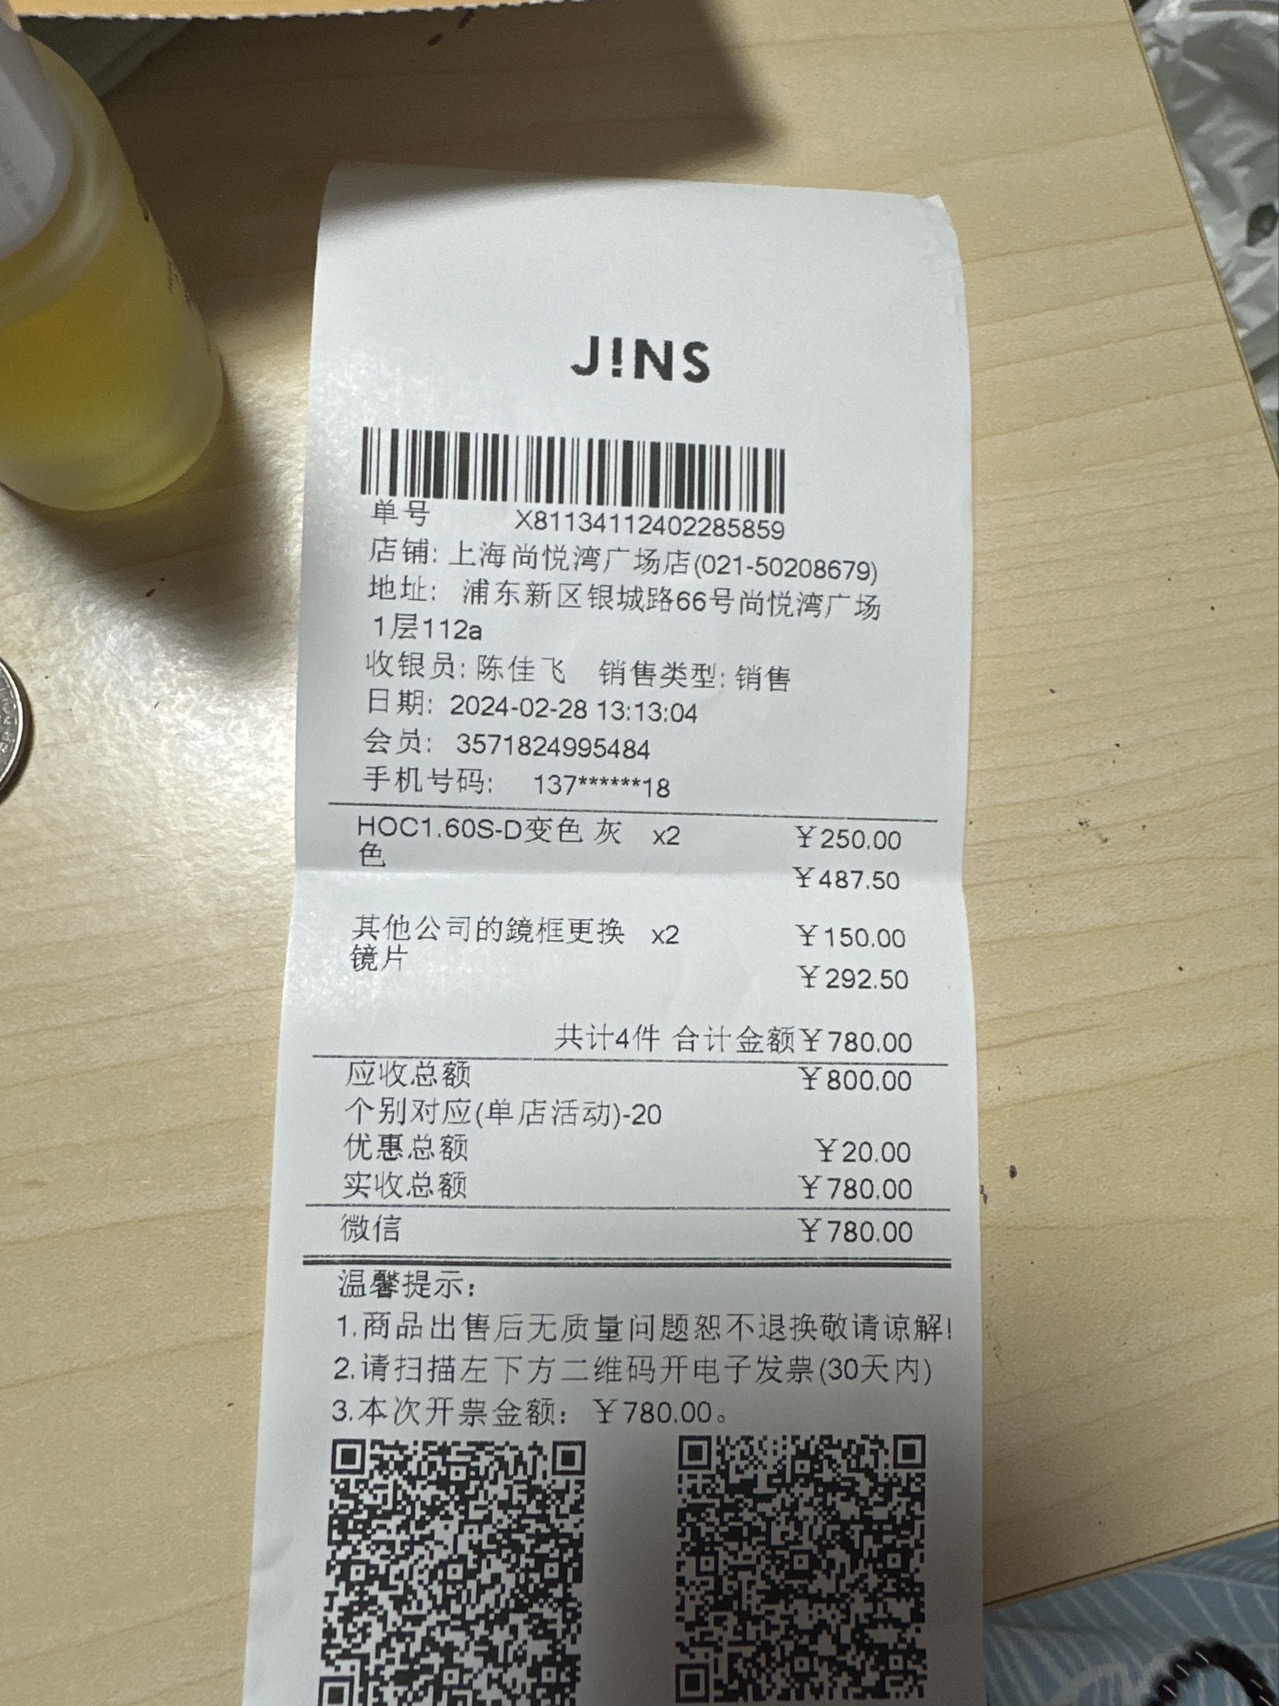 J!NS
单号 X81134112402285859
店铺: 上海尚悦湾广场店(021-50208679)
地址: 浦东新区银城路66号尚悦湾广场
1层112a
收银员: 陈佳飞 销售类型: 销售
日期: 2024-02-28 13:13:04
会员: 3571824995484
手机号码: 137******18
HOC1.60S-D变色 灰 x2 ￥250.00
色
￥487.50
其他公司的鏡框更换 x2 ￥150.00
镜片
￥292.50
共计4件 合计金额￥780.00
应收总额 ￥800.00
个别对应(单店活动)-20
优惠总额 ￥20.00
实收总额 ￥780.00
微信 ￥780.00
温馨提示:
1.商品出售后无质量问题恕不退换敬请谅解!
2.请扫描左下方二维码开电子发票(30天内)
3.本次开票金额: ￥780.00。